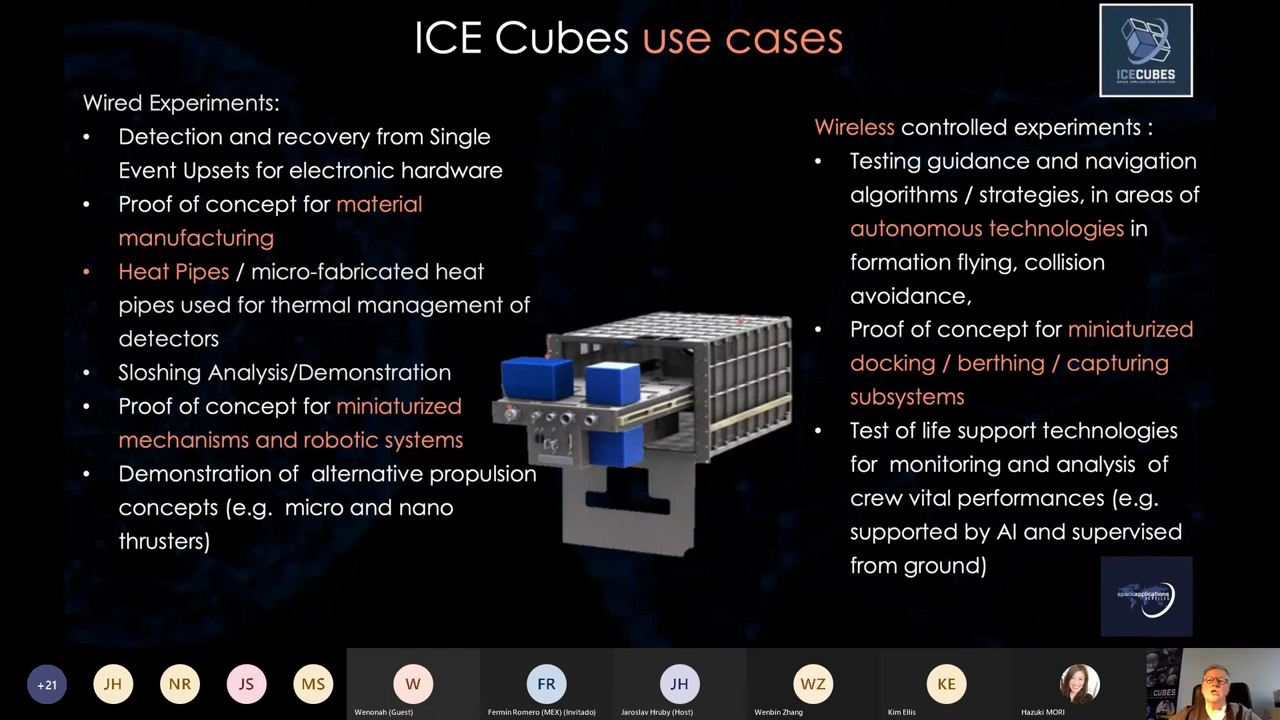 ICE Cubes use cases
ICECUBES
SPACE APPLICATIONS SERVICES
Wired Experiments:
• Detection and recovery from Single
Event Upsets for electronic hardware
• Proof of concept for material
manufacturing
• Heat Pipes / micro-fabricated heat
pipes used for thermal management of
detectors
• Sloshing Analysis/Demonstration
• Proof of concept for miniaturized
mechanisms and robotic systems
• Demonstration of alternative propulsion
concepts (e.g. micro and nano
thrusters)
Wireless controlled experiments :
• Testing guidance and navigation
algorithms / strategies, in areas of
autonomous technologies in
formation flying, collision
avoidance,
• Proof of concept for miniaturized
docking / berthing / capturing
subsystems
• Test of life support technologies
for monitoring and analysis of
crew vital performances (e.g.
supported by AI and supervised
from ground)
spaceapplications
SERVICES
+21
JH
NR
JS
MS
W
Wenonah (Guest)
FR
Fermin Romero (MEX) (Invitado)
JH
Jaroslav Hruby (Host)
WZ
Wenbin Zhang
KE
Kim Ellis
Hazuki MORI
CUBES